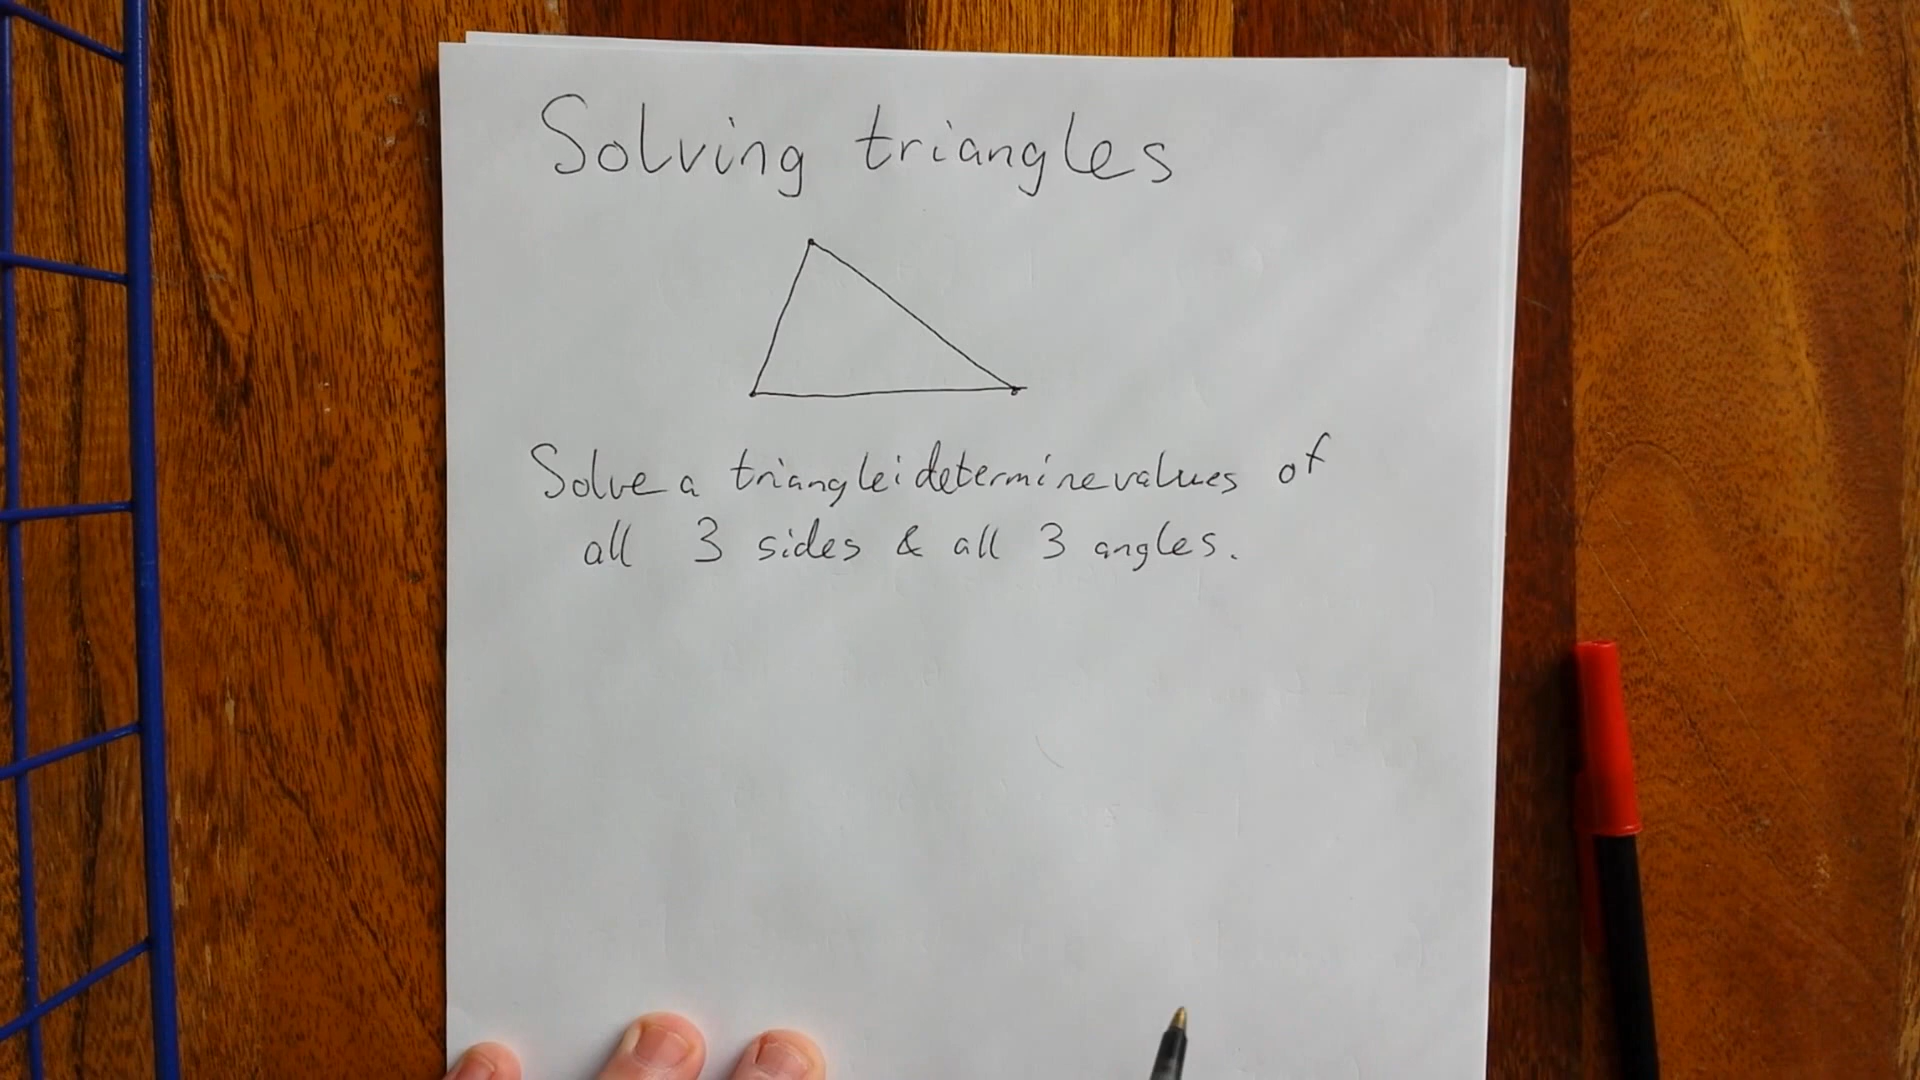 Solving triangles
Solve a triangle: determine values of
all 3 sides & all 3 angles.